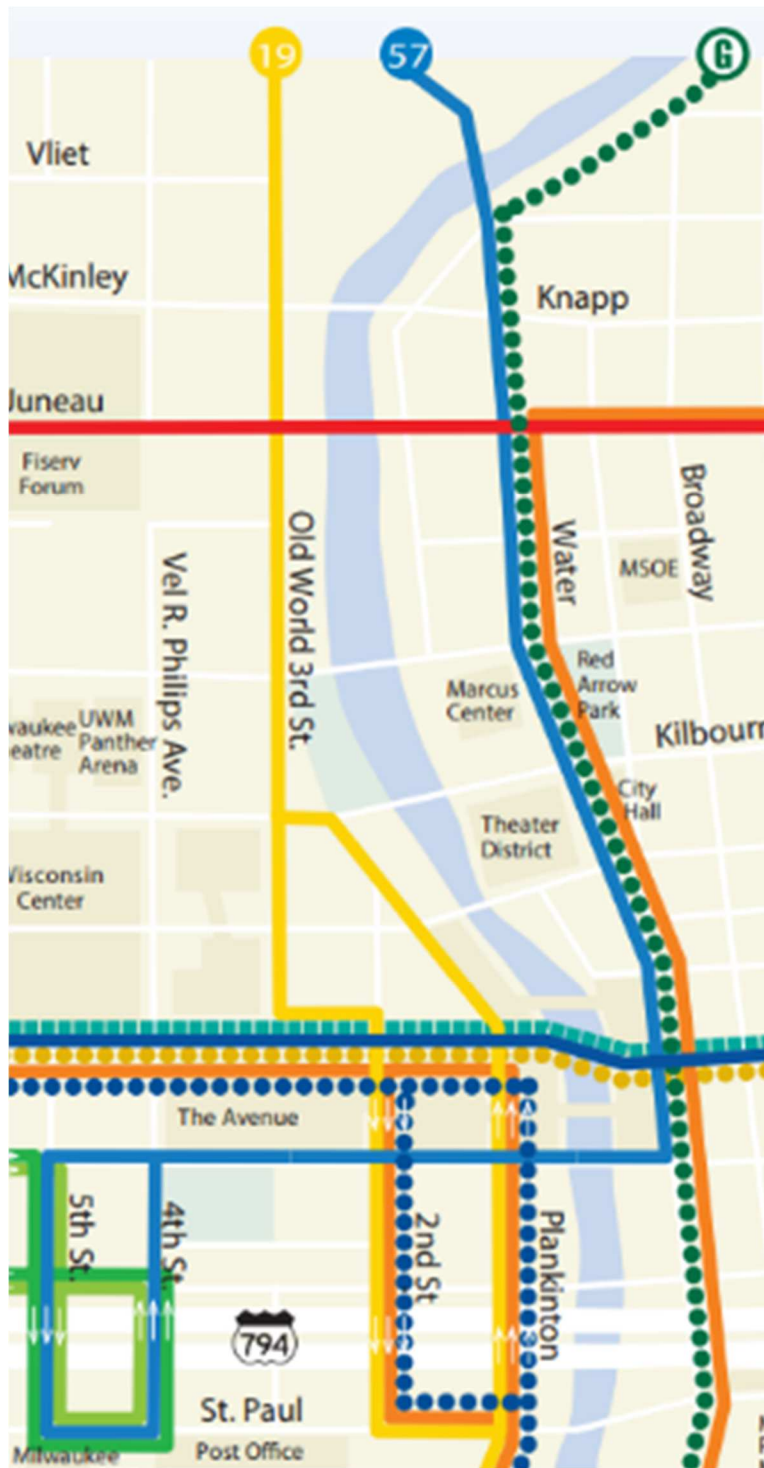 19
57
G
Vliet
McKinley
Knapp
Juneau
Fiserv
Forum
Broadway
Old World 3rd St.
Water
MSOE
Vel R. Phillips Ave.
Red
Arrow
Park
Marcus
Center
UWM
Panther
Arena
waukee
eatre
Kilbourn
City
Hall
Theater
District
Wisconsin
Center
The Avenue
5th St.
4th St.
2nd St
Plankinton
794
St. Paul
Milwaukee
Post Office